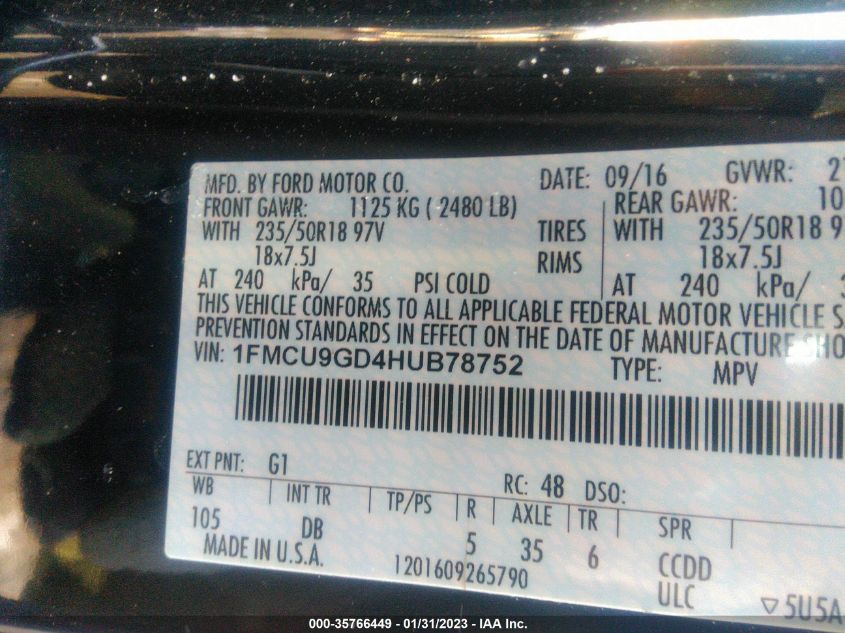 MFD. BY FORD MOTOR CO. DATE: 09/16 GVWR:
FRONT GAWR: 1125 KG ( 2480 LB) REAR GAWR: 10
WITH 235/50R18 97V TIRES WITH 235/50R18 9
18x7.5J RIMS 18x7.5J
AT 240 kPa/ 35 PSI COLD AT 240 kPa/
THIS VEHICLE CONFORMS TO ALL APPLICABLE FEDERAL MOTOR VEHICLE S
PREVENTION STANDARDS IN EFFECT ON THE DATE OF MANUFACTURE SHO
VIN: 1FMCU9GD4HUB78752 TYPE: MPV
EXT PNT: G1 RC: 48 DSO:
WB INT TR TP/PS R AXLE TR SPR
105 DB 5 35 6 CCDD
MADE IN U.S.A. 1201609265790 ULC ▽5U5A
000-35766449 - 01/31/2023 - IAA Inc.